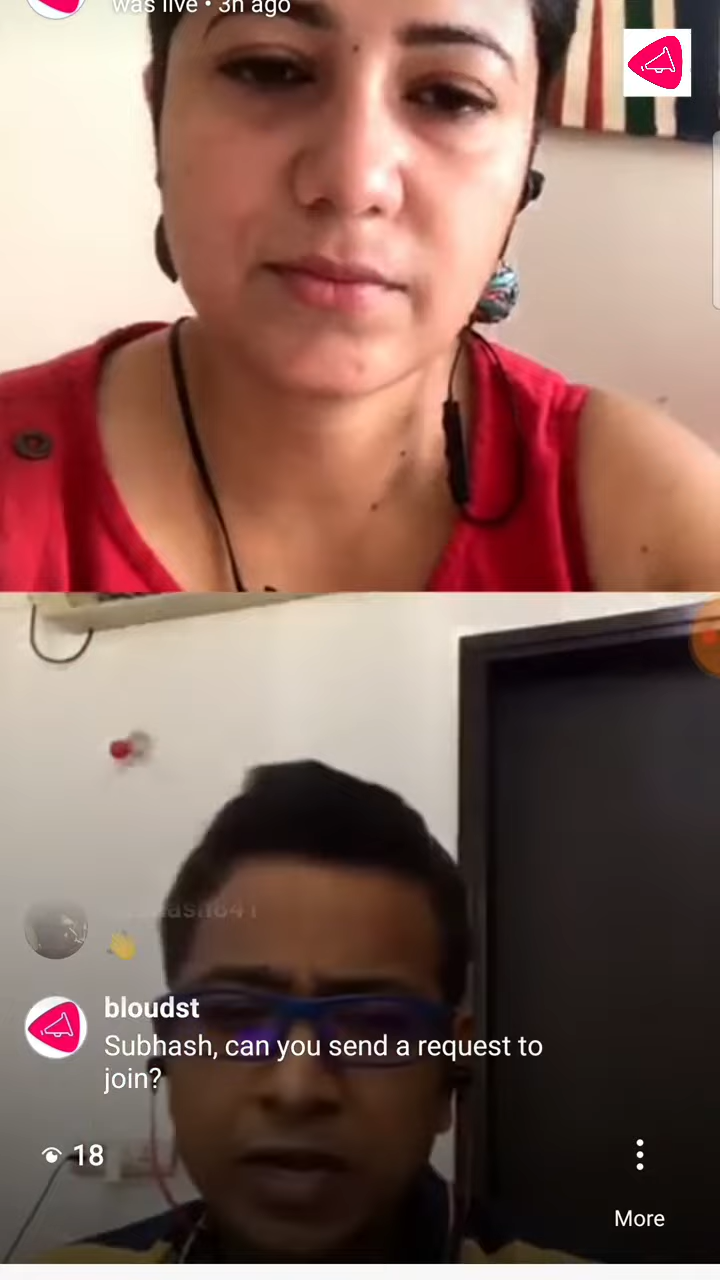 was live • 3h ago
👋
bloudst
Subhash, can you send a request to
join?
18
More